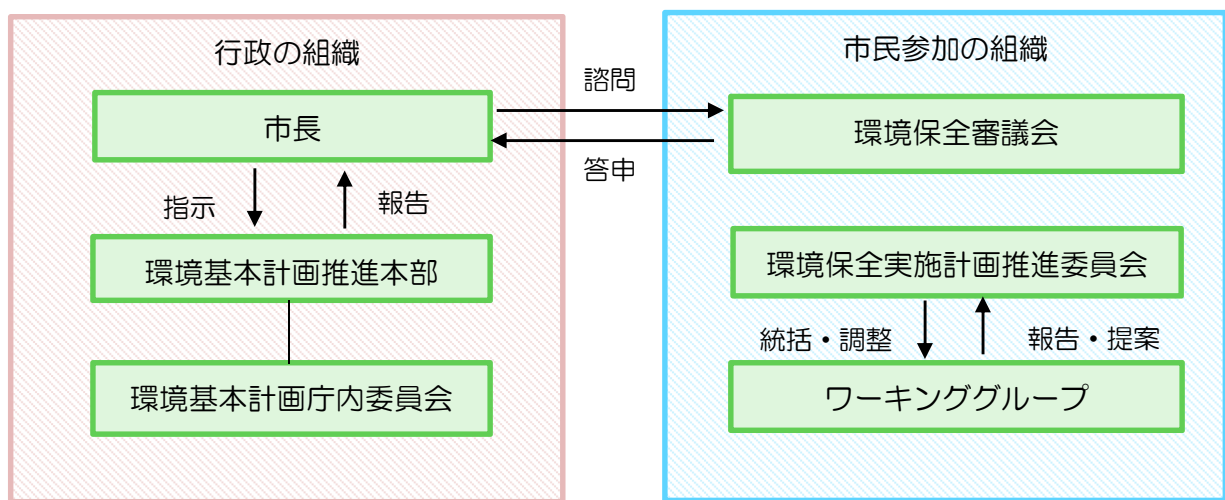 行政の組織
市長
指示
報告
環境基本計画推進本部
環境基本計画庁内委員会
諮問
答申
市民参加の組織
環境保全審議会
環境保全実施計画推進委員会
統括・調整
報告・提案
ワーキンググループ